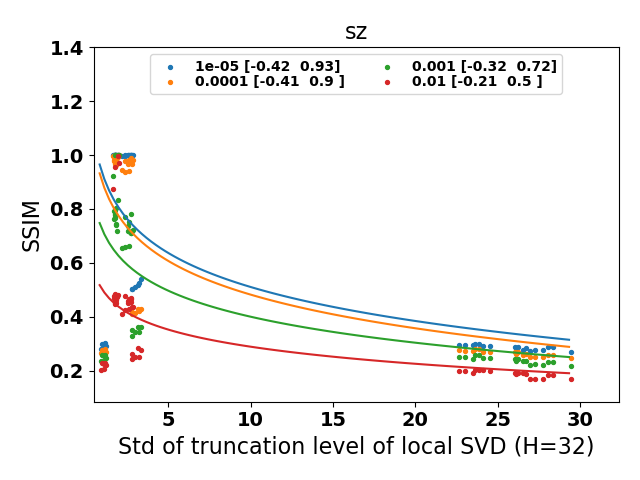 sz
1e-05 [-0.42  0.93]
0.0001 [-0.41  0.9 ]
0.001 [-0.32  0.72]
0.01 [-0.21  0.5 ]
1.4
1.2
1.0
0.8
0.6
0.4
0.2
SSIM
5 10 15 20 25 30
Std of truncation level of local SVD (H=32)